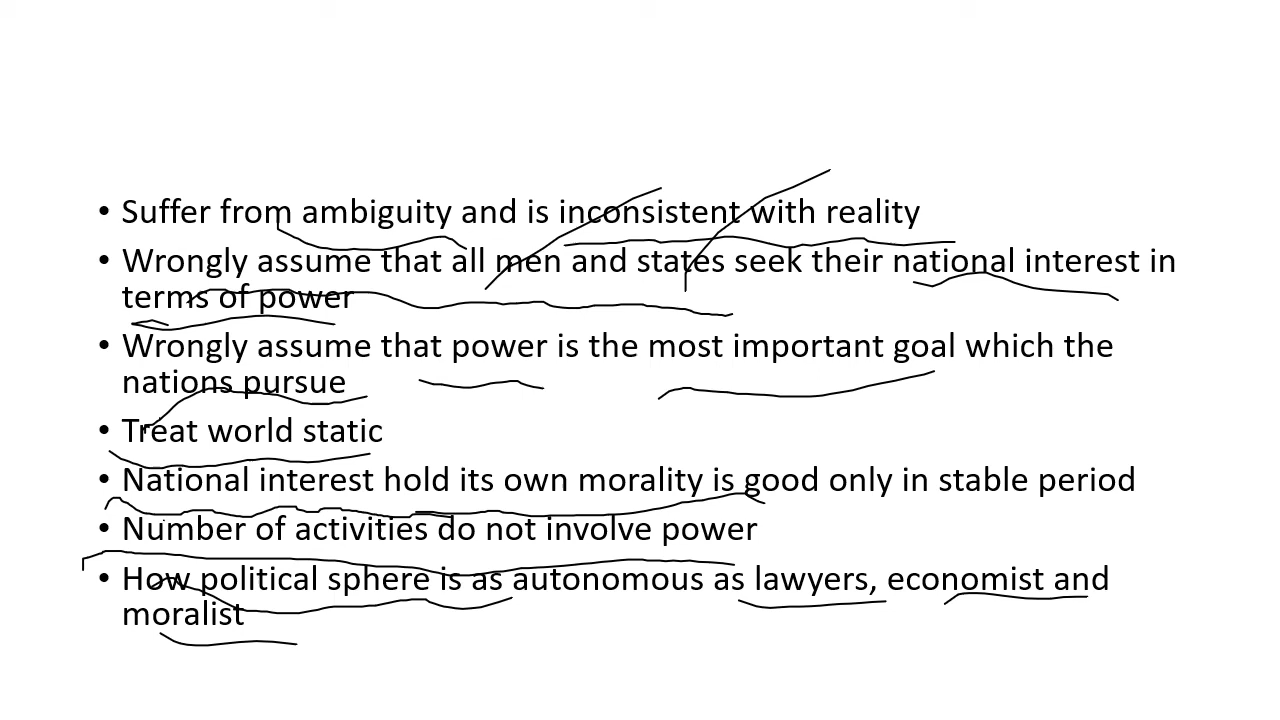 • Suffer from ambiguity and is inconsistent with reality
• Wrongly assume that all men and states seek their national interest in
terms of power
• Wrongly assume that power is the most important goal which the
nations pursue
• Treat world static
• National interest hold its own morality is good only in stable period
• Number of activities do not involve power
• How political sphere is as autonomous as lawyers, economist and
moralist